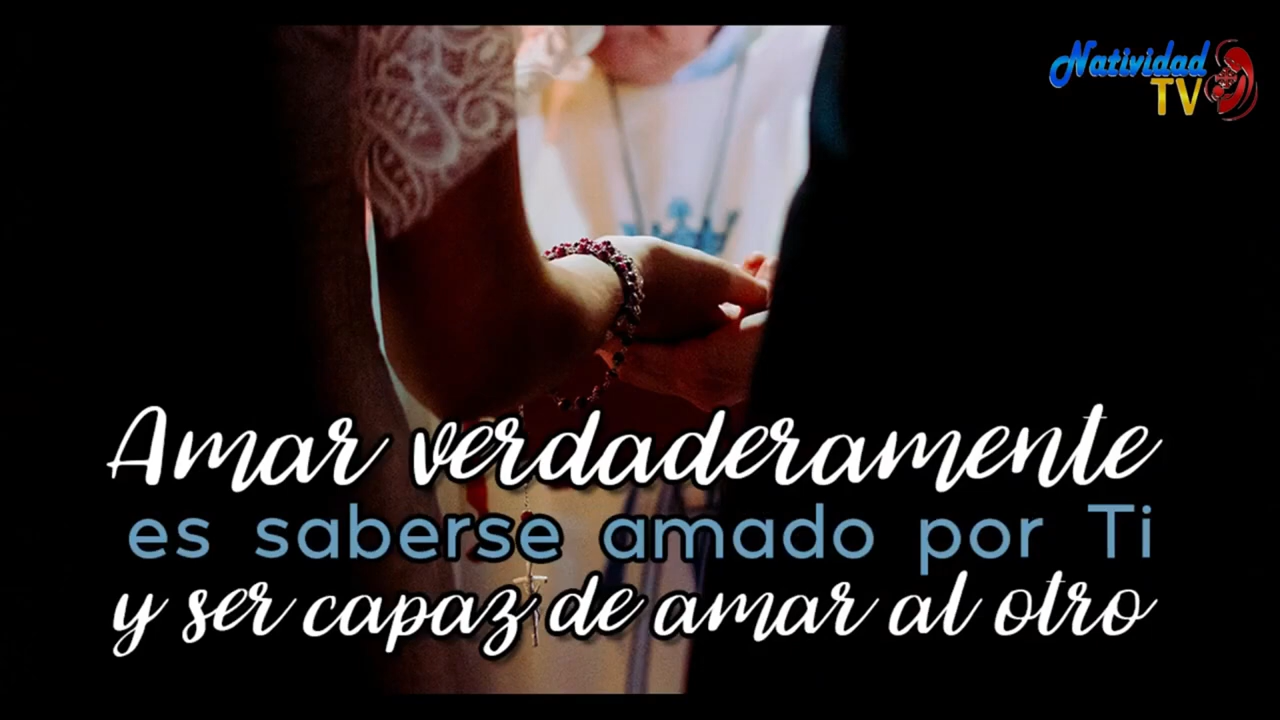 Natividad
TV
Amar verdaderamente
es saberse amado por Ti
y ser capaz de amar al otro